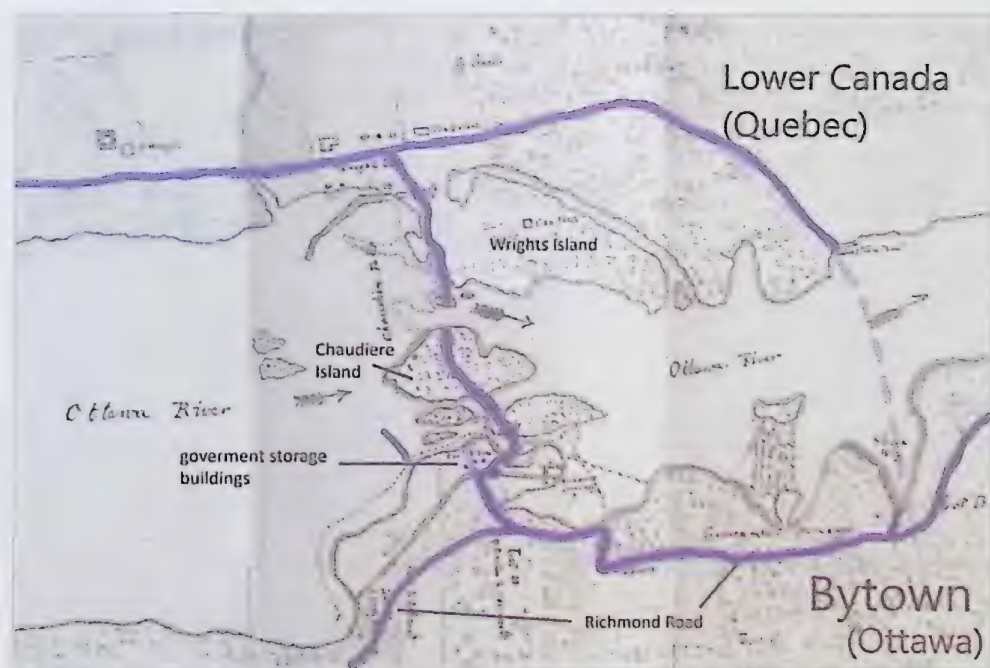 Lower Canada
(Quebec)
Wrights Island
Chaudiere
Island
Ottawa River
Ottawa River
goverment storage
buildings
Richmond Road
Bytown
(Ottawa)